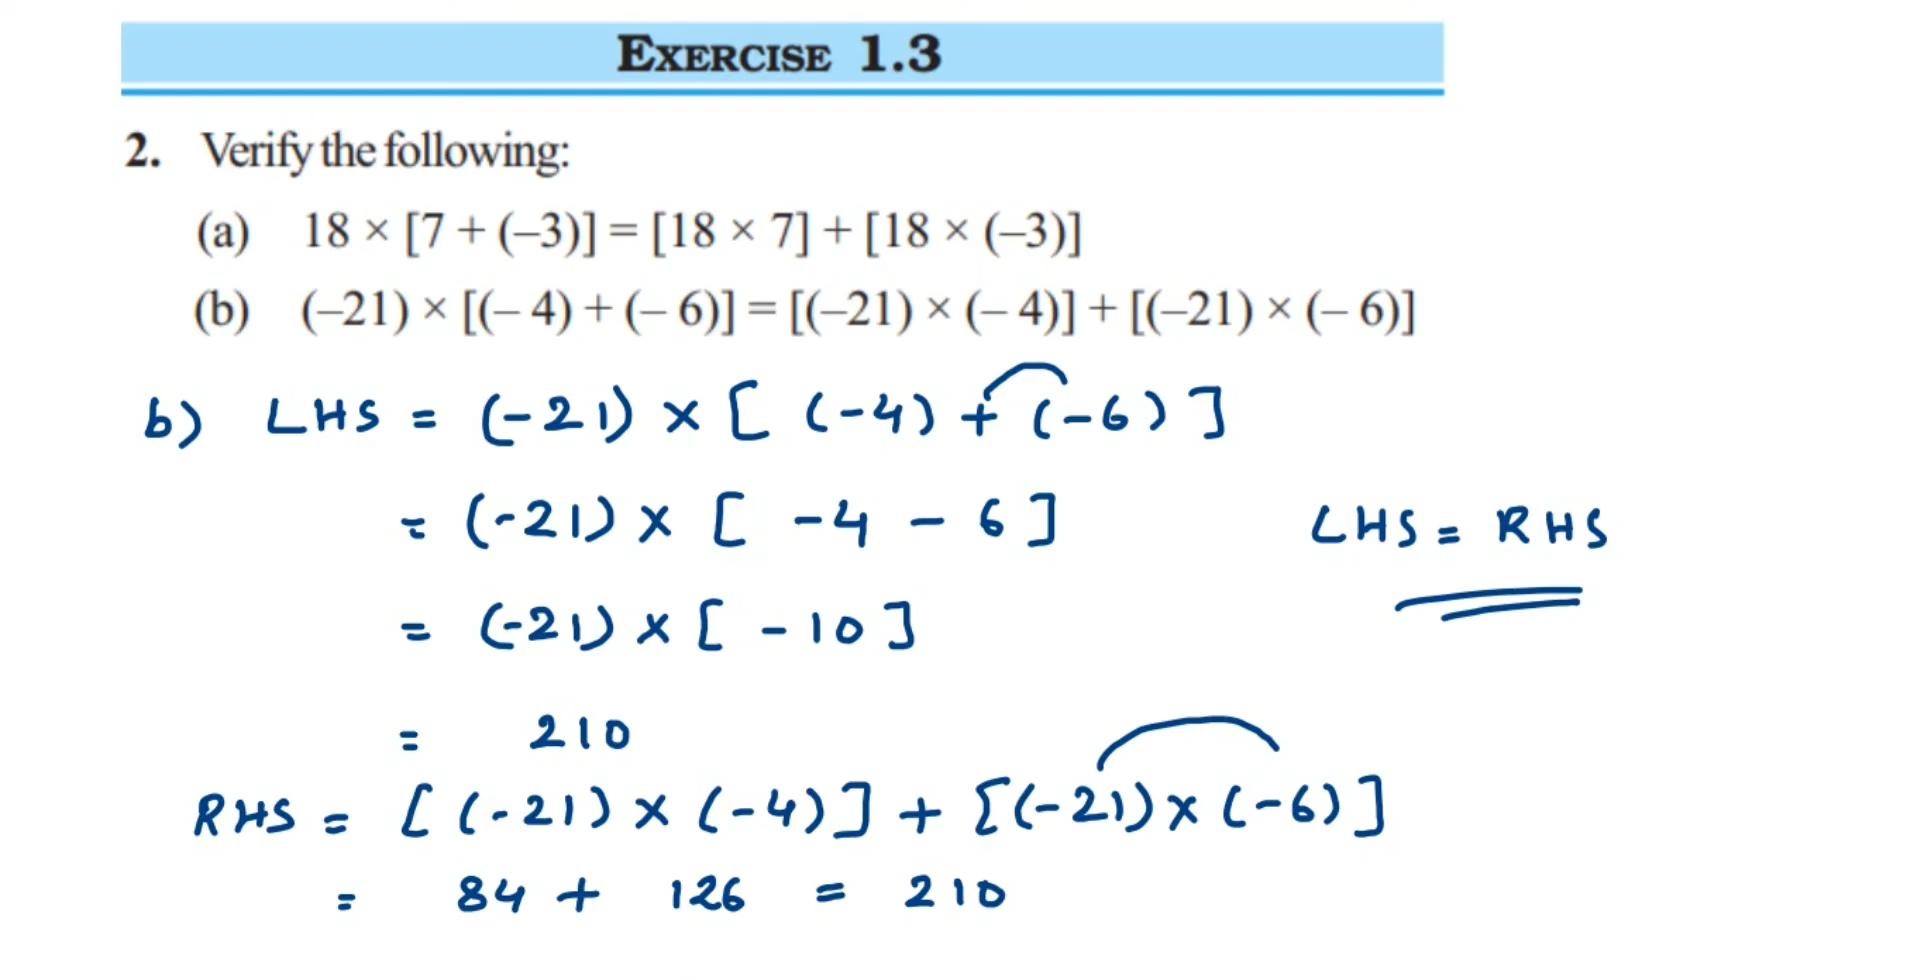 EXERCISE 1.3
2. Verify the following:
(a) 18 × [7 + (–3)] = [18 × 7] + [18 × (–3)]
(b) (–21) × [(– 4) + (– 6)] = [(–21) × (– 4)] + [(–21) × (– 6)]
b) LHS = (-21) × [ (-4) + (-6) ]
= (-21) × [ -4 - 6 ]
LHS = RHS
= (-21) × [ -10 ]
= 210
RHS = [ (-21) × (-4) ] + [(-21) × (-6) ]
= 84 + 126 = 210